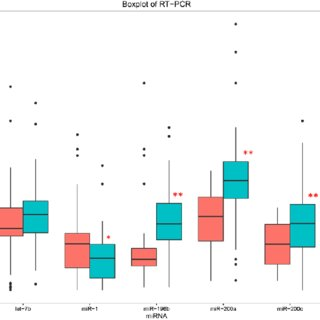 Boxplot of RT-PCR
**
**
**
*
let-7b miR-1 miR-196b miR-200a miR-200c
miRNA